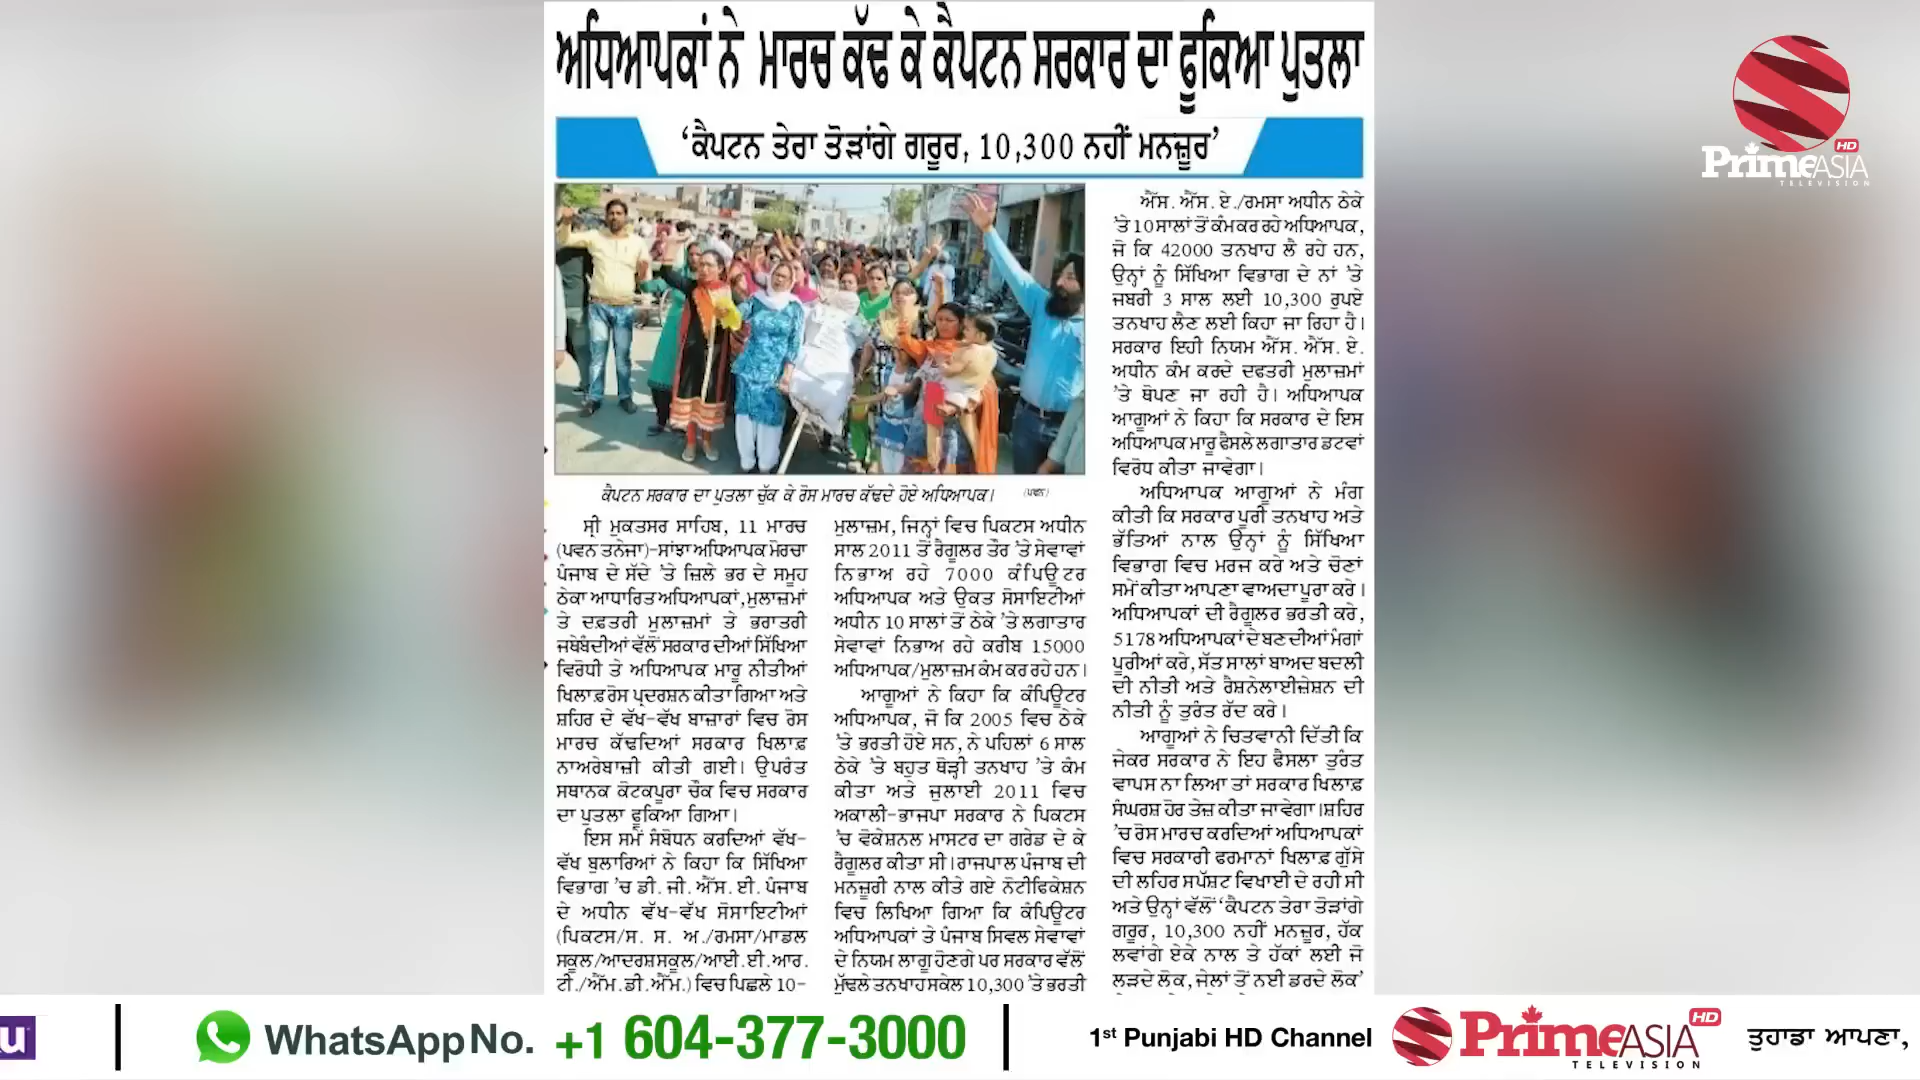 ਅਧਿਆਪਕਾਂ ਨੇ ਮਾਰਚ ਕੱਢ ਕੇ ਕੈਪਟਨ ਸਰਕਾਰ ਦਾ ਫੂਕਿਆ ਪੁਤਲਾ
‘ਕੈਪਟਨ ਤੇਰਾ ਤੋੜਾਂਗੇ ਗਰੂਰ, 10,300 ਨਹੀਂ ਮਨਜ਼ੂਰ’
ਕੈਪਟਨ ਸਰਕਾਰ ਦਾ ਪੁਤਲਾ ਚੁੱਕ ਕੇ ਰੋਸ ਮਾਰਚ ਕੱਢਦੇ ਹੋਏ ਅਧਿਆਪਕ। (ਪਵਨ)
ਸ੍ਰੀ ਮੁਕਤਸਰ ਸਾਹਿਬ, 11 ਮਾਰਚ
(ਪਵਨ ਤਨੇਜਾ)-ਸਾਂਝਾ ਅਧਿਆਪਕ ਮੋਰਚਾ
ਪੰਜਾਬ ਦੇ ਸੱਦੇ 'ਤੇ ਜ਼ਿਲੇ ਭਰ ਦੇ ਸਮੂਹ
ਠੇਕਾ ਆਧਾਰਿਤ ਅਧਿਆਪਕਾਂ, ਮੁਲਾਜ਼ਮਾਂ
ਤੇ ਦਫ਼ਤਰੀ ਮੁਲਾਜ਼ਮਾਂ ਤੇ ਭਰਾਤਰੀ
ਜਥੇਬੰਦੀਆਂ ਵੱਲੋਂ ਸਰਕਾਰ ਦੀਆਂ ਸਿੱਖਿਆ
ਵਿਰੋਧੀ ਤੇ ਅਧਿਆਪਕ ਮਾਰੂ ਨੀਤੀਆਂ
ਖਿਲਾਫ਼ ਰੋਸ ਪ੍ਰਦਰਸ਼ਨ ਕੀਤਾ ਗਿਆ ਅਤੇ
ਸ਼ਹਿਰ ਦੇ ਵੱਖ-ਵੱਖ ਬਾਜ਼ਾਰਾਂ ਵਿਚ ਰੋਸ
ਮਾਰਚ ਕੱਢਦਿਆਂ ਸਰਕਾਰ ਖਿਲਾਫ਼
ਨਾਅਰੇਬਾਜ਼ੀ ਕੀਤੀ ਗਈ। ਉਪਰੰਤ
ਸਥਾਨਕ ਕੋਟਕਪੂਰਾ ਚੌਕ ਵਿਚ ਸਰਕਾਰ
ਦਾ ਪੁਤਲਾ ਫੂਕਿਆ ਗਿਆ।
ਇਸ ਸਮੇਂ ਸੰਬੋਧਨ ਕਰਦਿਆਂ ਵੱਖ-
ਵੱਖ ਬੁਲਾਰਿਆਂ ਨੇ ਕਿਹਾ ਕਿ ਸਿੱਖਿਆ
ਵਿਭਾਗ 'ਚ ਡੀ. ਜੀ. ਐੱਸ. ਈ. ਪੰਜਾਬ
ਦੇ ਅਧੀਨ ਵੱਖ-ਵੱਖ ਸੋਸਾਇਟੀਆਂ
(ਪਿਕਟਸ/ਸ. ਸ. ਅ./ਰਮਸਾ/ਮਾਡਲ
ਸਕੂਲ/ਆਦਰਸ਼ ਸਕੂਲ/ਆਈ. ਈ. ਆਰ.
ਟੀ./ਐੱਮ. ਡੀ. ਐੱਮ.) ਵਿਚ ਪਿਛਲੇ 10-
ਮੁਲਾਜ਼ਮ, ਜਿਨ੍ਹਾਂ ਵਿਚ ਪਿਕਟਸ ਅਧੀਨ
ਸਾਲ 2011 ਤੋਂ ਰੈਗੂਲਰ ਤੌਰ 'ਤੇ ਸੇਵਾਵਾਂ
ਨਿਭਾਅ ਰਹੇ 7000 ਕੰਪਿਊਟਰ
ਅਧਿਆਪਕ ਅਤੇ ਉਕਤ ਸੋਸਾਇਟੀਆਂ
ਅਧੀਨ 10 ਸਾਲਾਂ ਤੋਂ ਠੇਕੇ 'ਤੇ ਲਗਾਤਾਰ
ਸੇਵਾਵਾਂ ਨਿਭਾਅ ਰਹੇ ਕਰੀਬ 15000
ਅਧਿਆਪਕ/ਮੁਲਾਜ਼ਮ ਕੰਮ ਕਰ ਰਹੇ ਹਨ।
ਆਗੂਆਂ ਨੇ ਕਿਹਾ ਕਿ ਕੰਪਿਊਟਰ
ਅਧਿਆਪਕ, ਜੋ ਕਿ 2005 ਵਿਚ ਠੇਕੇ
'ਤੇ ਭਰਤੀ ਹੋਏ ਸਨ, ਨੇ ਪਹਿਲਾਂ 6 ਸਾਲ
ਠੇਕੇ 'ਤੇ ਬਹੁਤ ਥੋੜ੍ਹੀ ਤਨਖਾਹ 'ਤੇ ਕੰਮ
ਕੀਤਾ ਅਤੇ ਜੁਲਾਈ 2011 ਵਿਚ
ਅਕਾਲੀ-ਭਾਜਪਾ ਸਰਕਾਰ ਨੇ ਪਿਕਟਸ
'ਚ ਵੋਕੇਸ਼ਨਲ ਮਾਸਟਰ ਦਾ ਗਰੇਡ ਦੇ ਕੇ
ਰੈਗੂਲਰ ਕੀਤਾ ਸੀ। ਰਾਜਪਾਲ ਪੰਜਾਬ ਦੀ
ਮਨਜ਼ੂਰੀ ਨਾਲ ਕੀਤੇ ਗਏ ਨੋਟੀਫਿਕੇਸ਼ਨ
ਵਿਚ ਲਿਖਿਆ ਗਿਆ ਕਿ ਕੰਪਿਊਟਰ
ਅਧਿਆਪਕਾਂ ਤੇ ਪੰਜਾਬ ਸਿਵਲ ਸੇਵਾਵਾਂ
ਦੇ ਨਿਯਮ ਲਾਗੂ ਹੋਣਗੇ ਪਰ ਸਰਕਾਰ ਵੱਲੋਂ
ਮੁੱਢਲੇ ਤਨਖਾਹ ਸਕੇਲ 10,300 'ਤੇ ਭਰਤੀ
ਐੱਸ. ਐੱਸ. ਏ./ਰਮਸਾ ਅਧੀਨ ਠੇਕੇ
'ਤੇ 10 ਸਾਲਾਂ ਤੋਂ ਕੰਮ ਕਰ ਰਹੇ ਅਧਿਆਪਕ,
ਜੋ ਕਿ 42000 ਤਨਖਾਹ ਲੈ ਰਹੇ ਹਨ,
ਉਨ੍ਹਾਂ ਨੂੰ ਸਿੱਖਿਆ ਵਿਭਾਗ ਦੇ ਨਾਂ 'ਤੇ
ਜਬਰੀ 3 ਸਾਲ ਲਈ 10,300 ਰੁਪਏ
ਤਨਖਾਹ ਲੈਣ ਲਈ ਕਿਹਾ ਜਾ ਰਿਹਾ ਹੈ।
ਸਰਕਾਰ ਇਹੀ ਨਿਯਮ ਐੱਸ. ਐੱਸ. ਏ.
ਅਧੀਨ ਕੰਮ ਕਰਦੇ ਦਫਤਰੀ ਮੁਲਾਜ਼ਮਾਂ
'ਤੇ ਥੋਪਣ ਜਾ ਰਹੀ ਹੈ। ਅਧਿਆਪਕ
ਆਗੂਆਂ ਨੇ ਕਿਹਾ ਕਿ ਸਰਕਾਰ ਦੇ ਇਸ
ਅਧਿਆਪਕ ਮਾਰੂ ਫੈਸਲੇ ਲਗਾਤਾਰ ਡਟਵਾਂ
ਵਿਰੋਧ ਕੀਤਾ ਜਾਵੇਗਾ।
ਅਧਿਆਪਕ ਆਗੂਆਂ ਨੇ ਮੰਗ
ਕੀਤੀ ਕਿ ਸਰਕਾਰ ਪੂਰੀ ਤਨਖਾਹ ਅਤੇ
ਭੱਤਿਆਂ ਨਾਲ ਉਨ੍ਹਾਂ ਨੂੰ ਸਿੱਖਿਆ
ਵਿਭਾਗ ਵਿਚ ਮਰਜ ਕਰੇ ਅਤੇ ਚੋਣਾਂ
ਸਮੇਂ ਕੀਤਾ ਆਪਣਾ ਵਾਅਦਾ ਪੂਰਾ ਕਰੇ।
ਅਧਿਆਪਕਾਂ ਦੀ ਰੈਗੂਲਰ ਭਰਤੀ ਕਰੇ,
5178 ਅਧਿਆਪਕਾਂ ਦੇ ਬਣਦੀਆਂ ਮੰਗਾਂ
ਪੂਰੀਆਂ ਕਰੇ, ਸੱਤ ਸਾਲਾਂ ਬਾਅਦ ਬਦਲੀ
ਦੀ ਨੀਤੀ ਅਤੇ ਰੈਸ਼ਨੇਲਾਈਜ਼ੇਸ਼ਨ ਦੀ
ਨੀਤੀ ਨੂੰ ਤੁਰੰਤ ਰੱਦ ਕਰੇ।
ਆਗੂਆਂ ਨੇ ਚਿਤਵਾਨੀ ਦਿੱਤੀ ਕਿ
ਜੇਕਰ ਸਰਕਾਰ ਨੇ ਇਹ ਫੈਸਲਾ ਤੁਰੰਤ
ਵਾਪਸ ਨਾ ਲਿਆ ਤਾਂ ਸਰਕਾਰ ਖਿਲਾਫ਼
ਸੰਘਰਸ਼ ਹੋਰ ਤੇਜ਼ ਕੀਤਾ ਜਾਵੇਗਾ। ਸ਼ਹਿਰ
'ਚ ਰੋਸ ਮਾਰਚ ਕਰਦਿਆਂ ਅਧਿਆਪਕਾਂ
ਵਿਚ ਸਰਕਾਰੀ ਫਰਮਾਨਾਂ ਖਿਲਾਫ਼ ਗੁੱਸੇ
ਦੀ ਲਹਿਰ ਸਪੱਸ਼ਟ ਵਿਖਾਈ ਦੇ ਰਹੀ ਸੀ
ਅਤੇ ਉਨ੍ਹਾਂ ਵੱਲੋਂ ‘ਕੈਪਟਨ ਤੇਰਾ ਤੋੜਾਂਗੇ
ਗਰੂਰ, 10,300 ਨਹੀਂ ਮਨਜ਼ੂਰ, ਹੱਕ
ਲਵਾਂਗੇ ਏਕੇ ਨਾਲ ਤੇ ਹੱਕਾਂ ਲਈ ਜੋ
ਲੜਦੇ ਲੋਕ, ਜੇਲਾਂ ਤੋਂ ਨਈ ਡਰਦੇ ਲੋਕ’
HD
PrimeASIA
TELEVISION
u
WhatsApp No. +1 604-377-3000
1st Punjabi HD Channel
PrimeASIA HD
TELEVISION
ਤੁਹਾਡਾ ਆਪਣਾ,